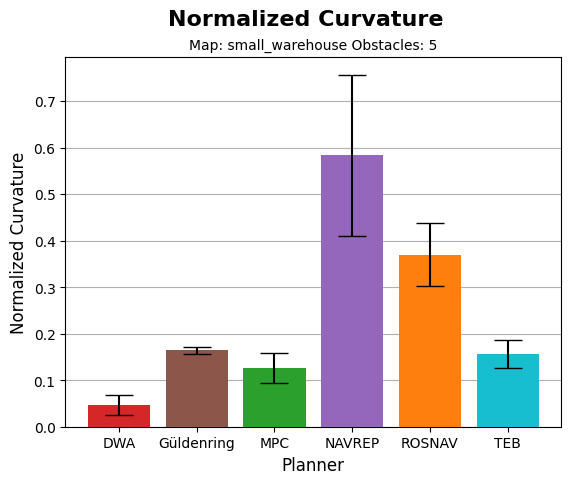 Normalized Curvature
Map: small_warehouse Obstacles: 5
Normalized Curvature
0.7
0.6
0.5
0.4
0.3
0.2
0.1
0.0
DWA Güldenring MPC NAVREP ROSNAV TEB
Planner